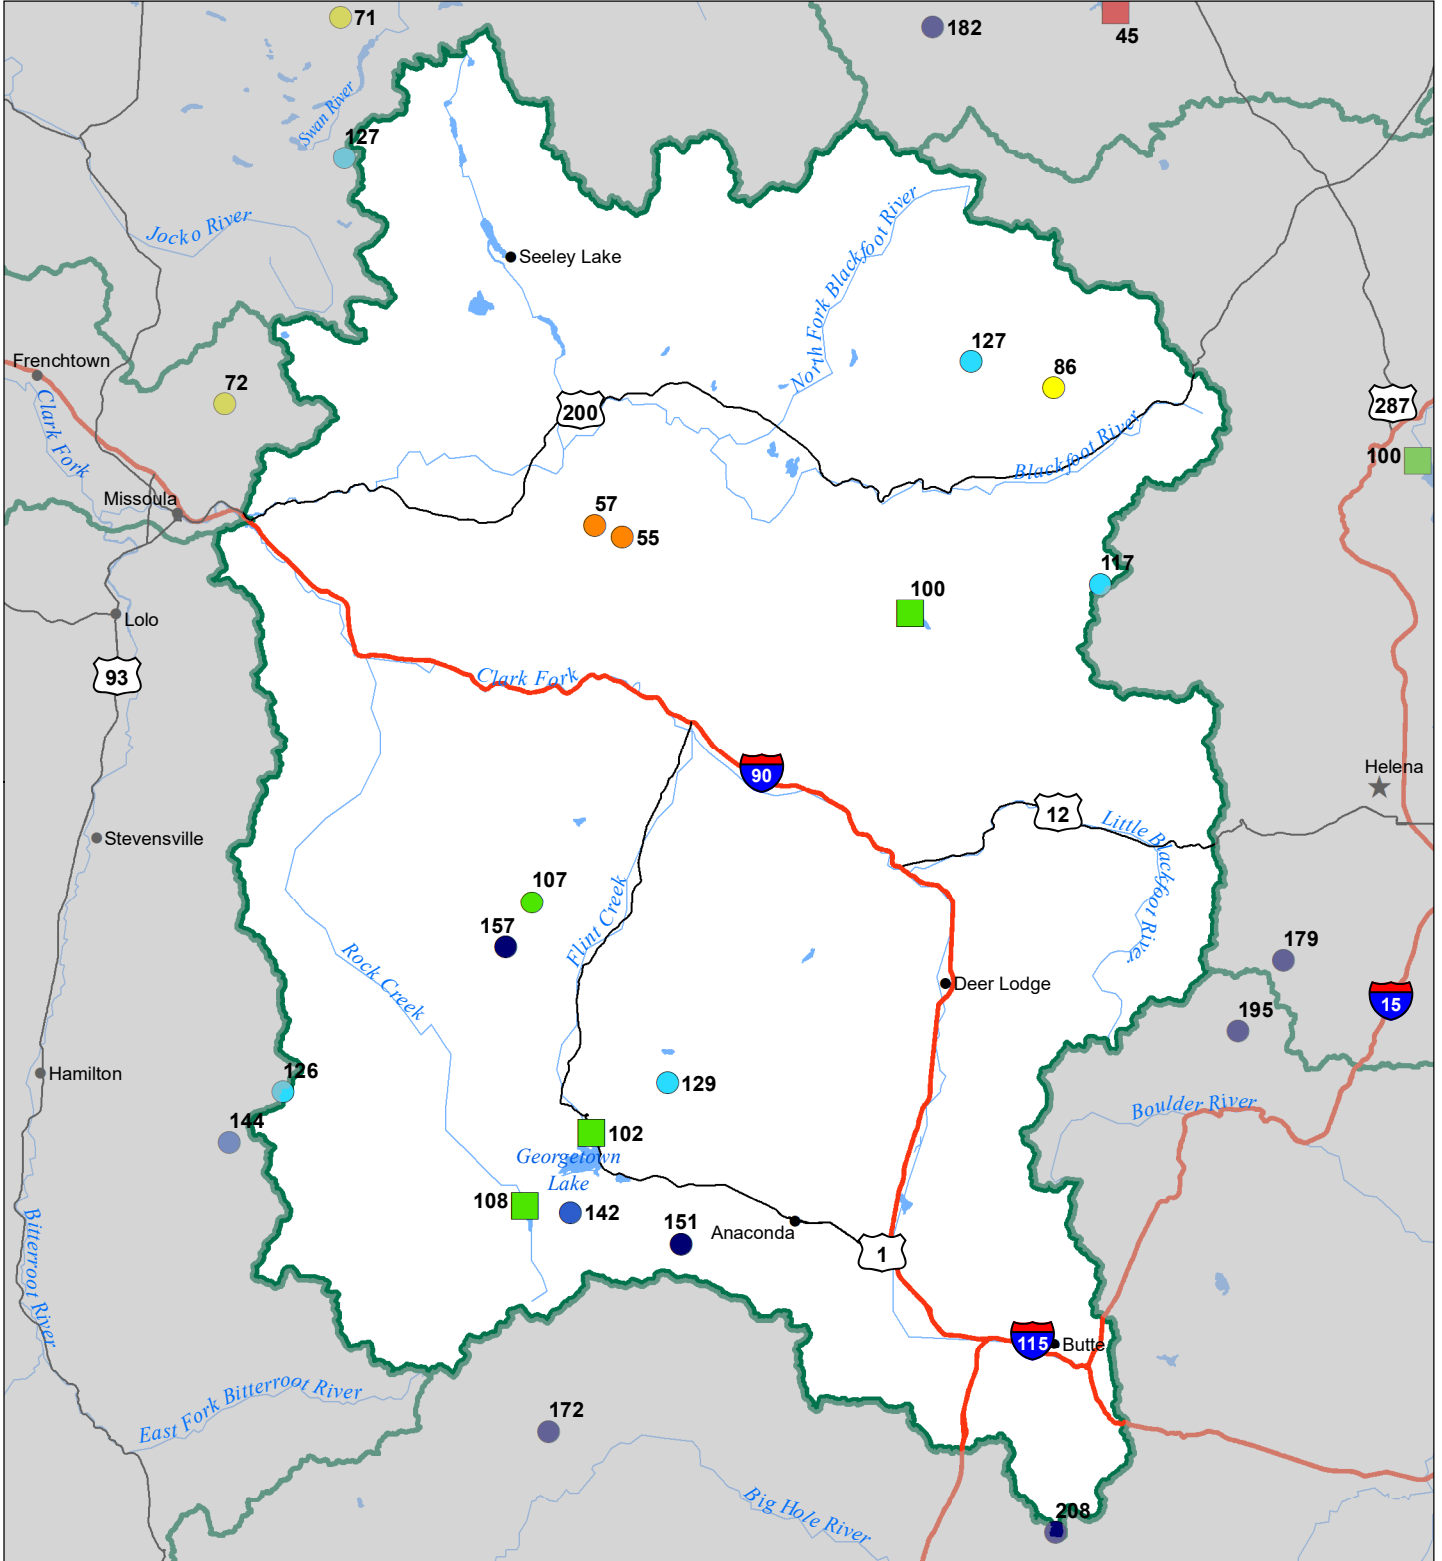 71
182
45
Swan River
127
Jocko River
Seeley Lake
North Fork Blackfoot River
127
86
Frenchtown
72
Clark Fork
200
287
Blackfoot River
100
Missoula
57
55
117
100
Lolo
93
Clark Fork
90
Helena
12
Little Blackfoot River
Stevensville
107
157
Flint Creek
Rock Creek
179
Deer Lodge
15
195
Hamilton
126
129
144
102
Boulder River
Georgetown
Lake
108
142
151
Anaconda
1
Bitterroot River
115
Butte
East Fork Bitterroot River
172
Big Hole River
208